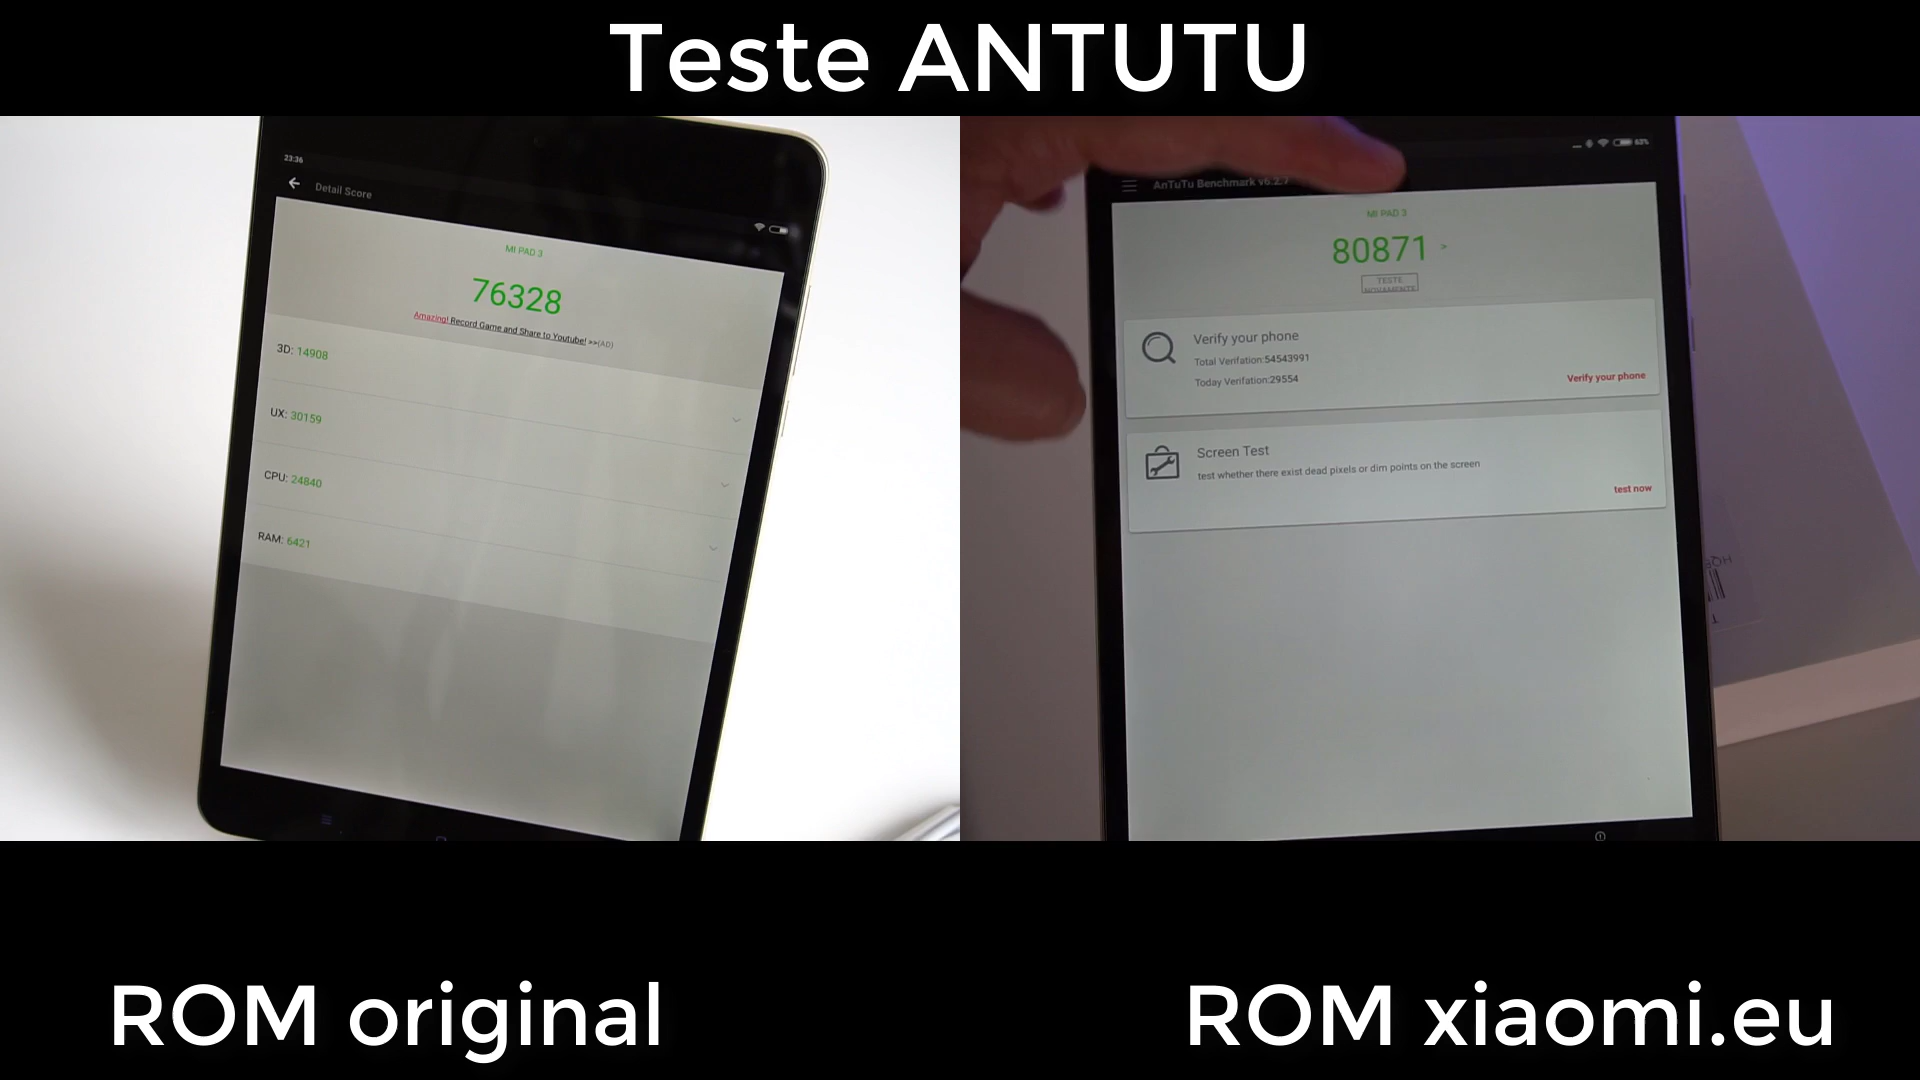 Teste ANTUTU
23:36
Detail Score
MI PAD 3
76328
Amazing! Record Game and Share to Youtube! >>(AD)
3D: 14908
UX: 30159
CPU: 24840
RAM: 6421
63%
AnTuTu Benchmark v6.2.7
MI PAD 3
80871 >
TESTE
NOVAMENTE
Verify your phone
Total Verifation:54543991
Today Verifation:29554
Verify your phone
Screen Test
test whether there exist dead pixels or dim points on the screen
test now
ROM original
ROM xiaomi.eu